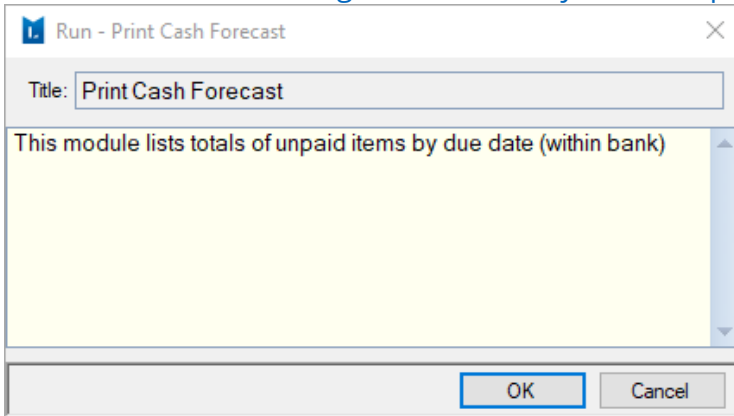 Run - Print Cash Forecast
Title: Print Cash Forecast
This module lists totals of unpaid items by due date (within bank)
OK Cancel